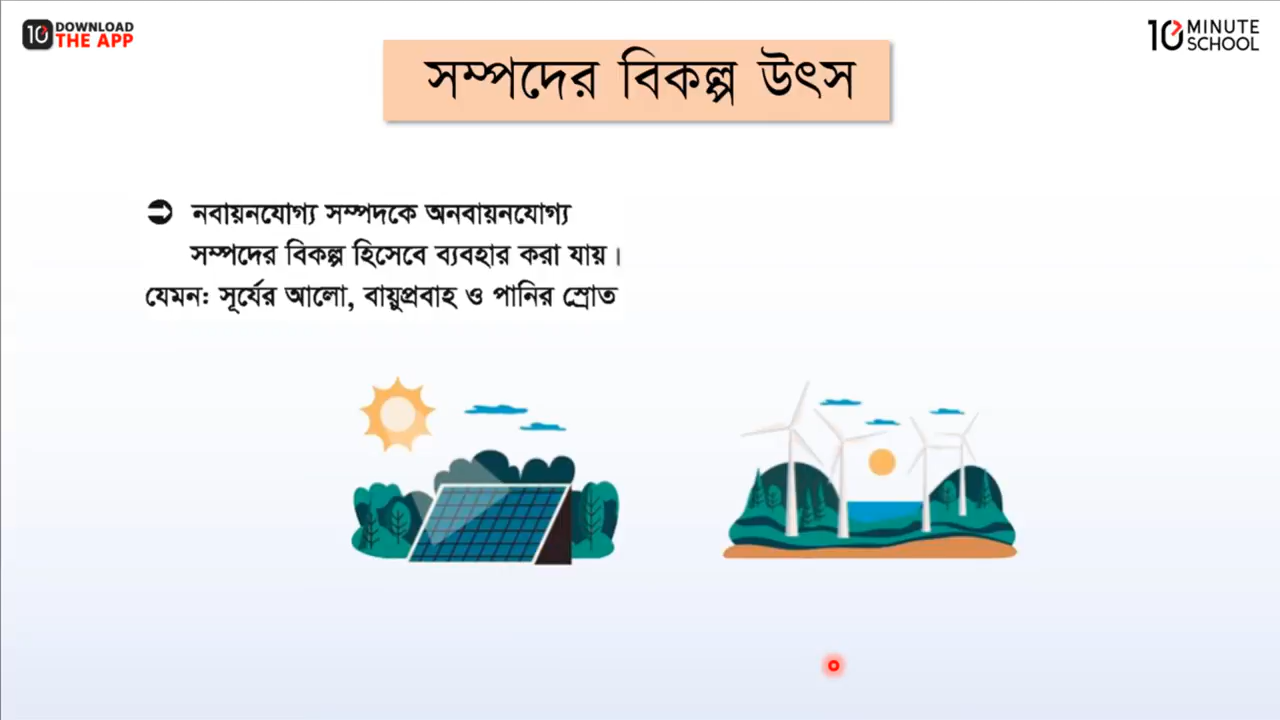 DOWNLOAD
THE APP
10 MINUTE
SCHOOL
সম্পদের বিকল্প উৎস
নবায়নযোগ্য সম্পদকে অনবায়নযোগ্য
সম্পদের বিকল্প হিসেবে ব্যবহার করা যায়।
যেমন: সূর্যের আলো, বায়ুপ্রবাহ ও পানির স্রোত